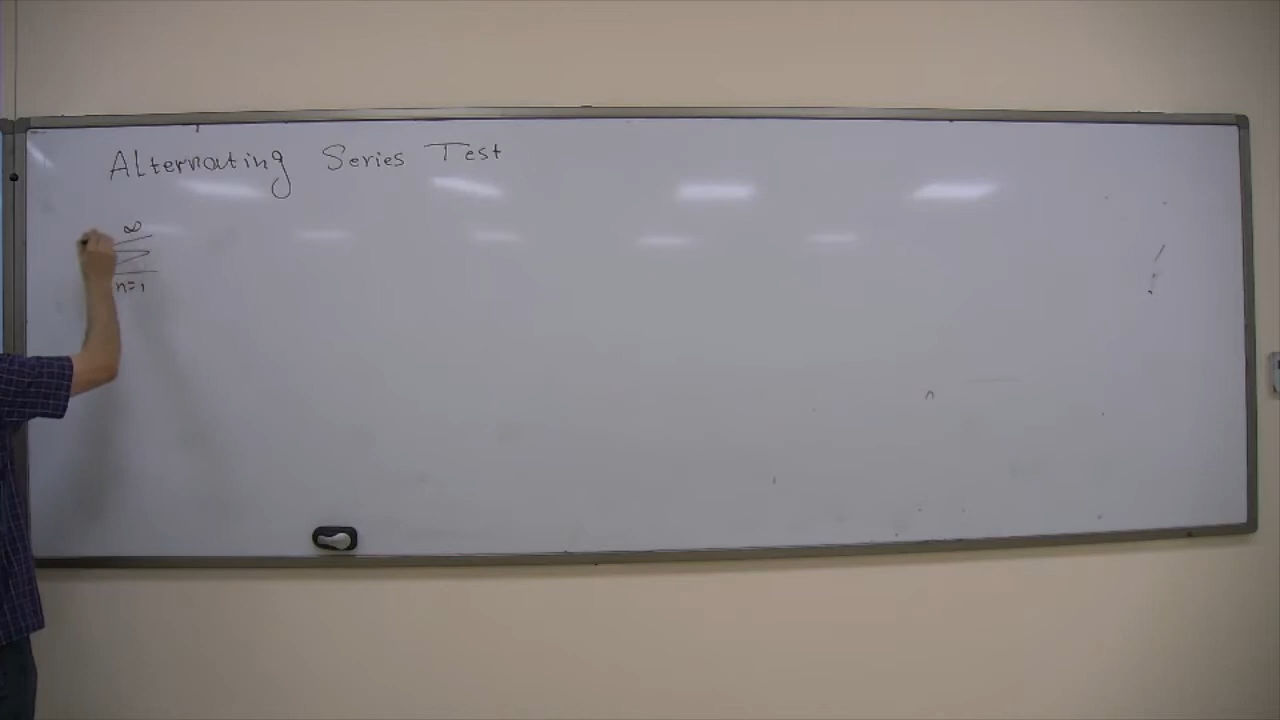 Alternating Series Test
∞
Σ
n=1
n